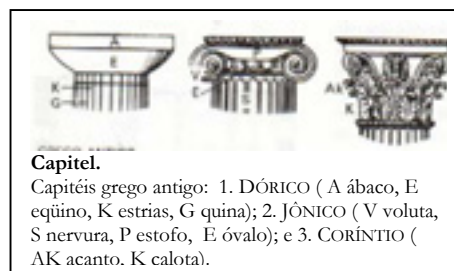 A
E
K
G
V
E
P
S
AK
K
Capitel.
Capitéis grego antigo: 1. DÓRICO ( A ábaco, E
eqüino, K estrias, G quina); 2. JÔNICO ( V voluta,
S nervura, P estofo, E óvalo); e 3. CORÍNTIO (
AK acanto, K calota).